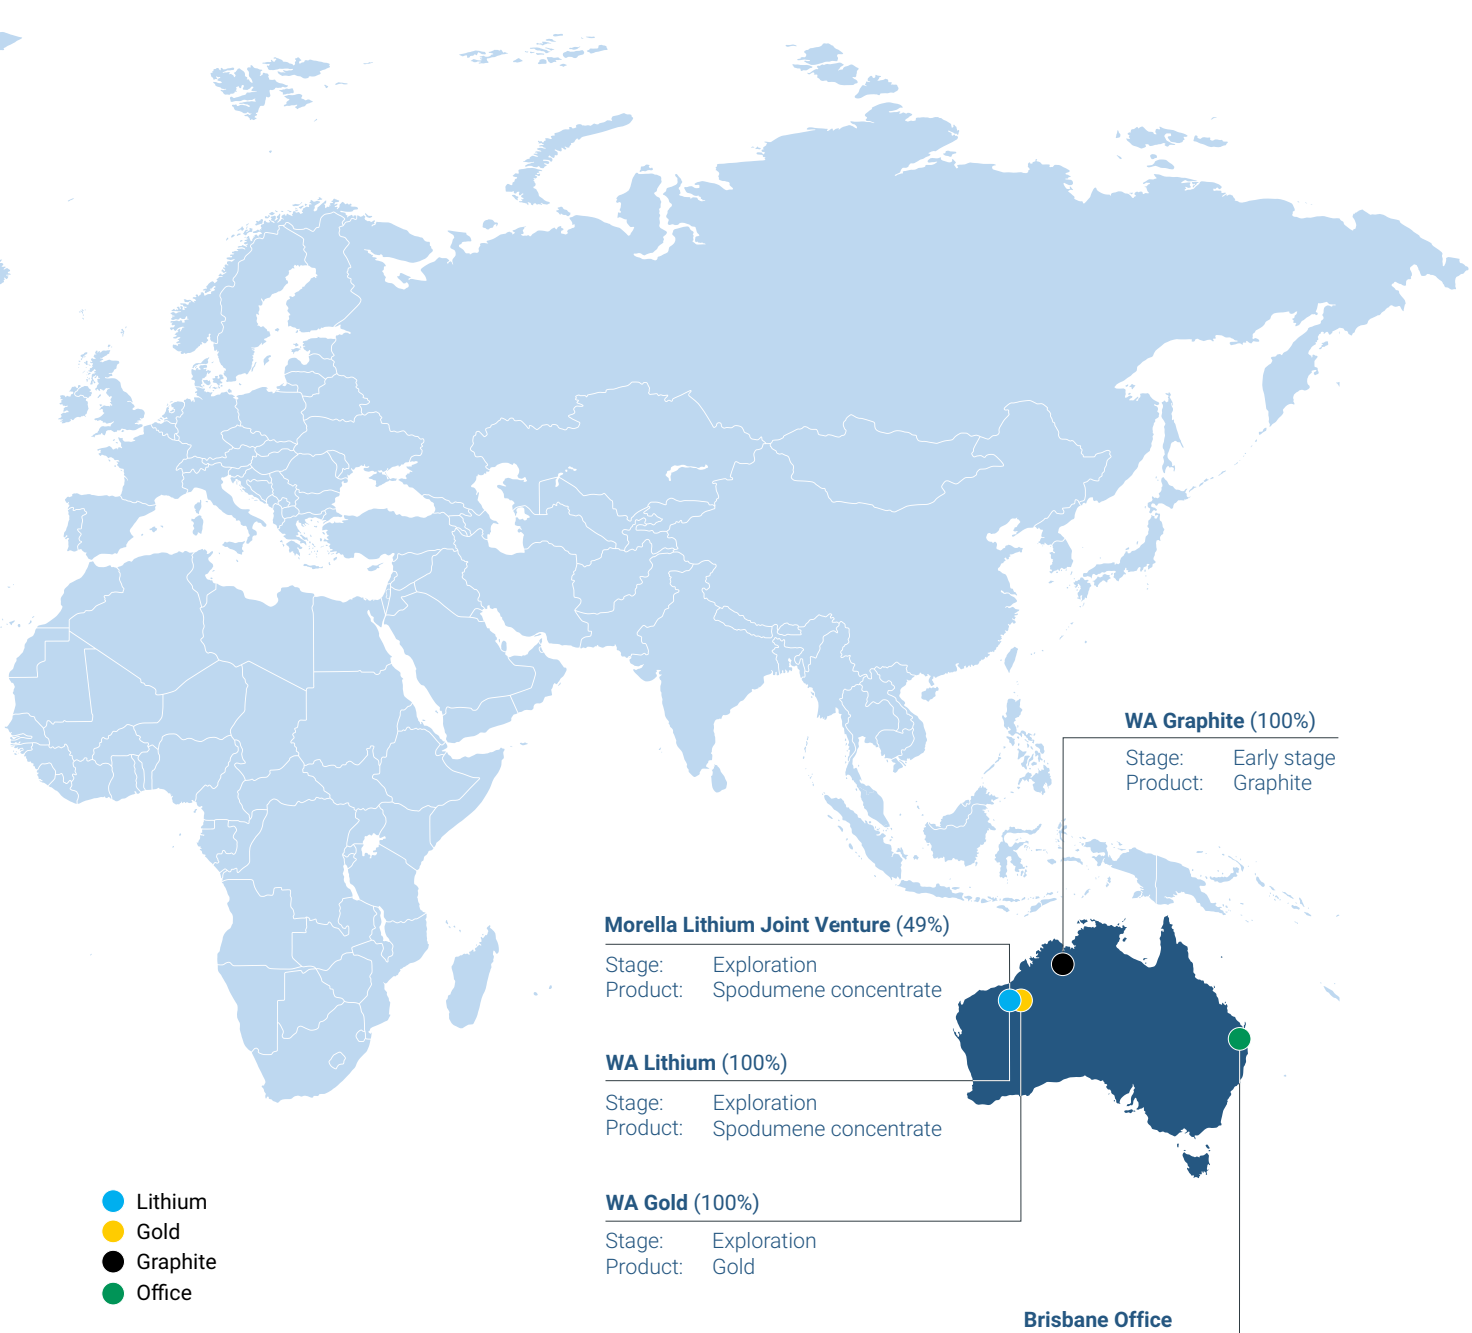 WA Graphite (100%)
Stage: Early stage
Product: Graphite
Morella Lithium Joint Venture (49%)
Stage: Exploration
Product: Spodumene concentrate
WA Lithium (100%)
Stage: Exploration
Product: Spodumene concentrate
WA Gold (100%)
Stage: Exploration
Product: Gold
Lithium
Gold
Graphite
Office
Brisbane Office